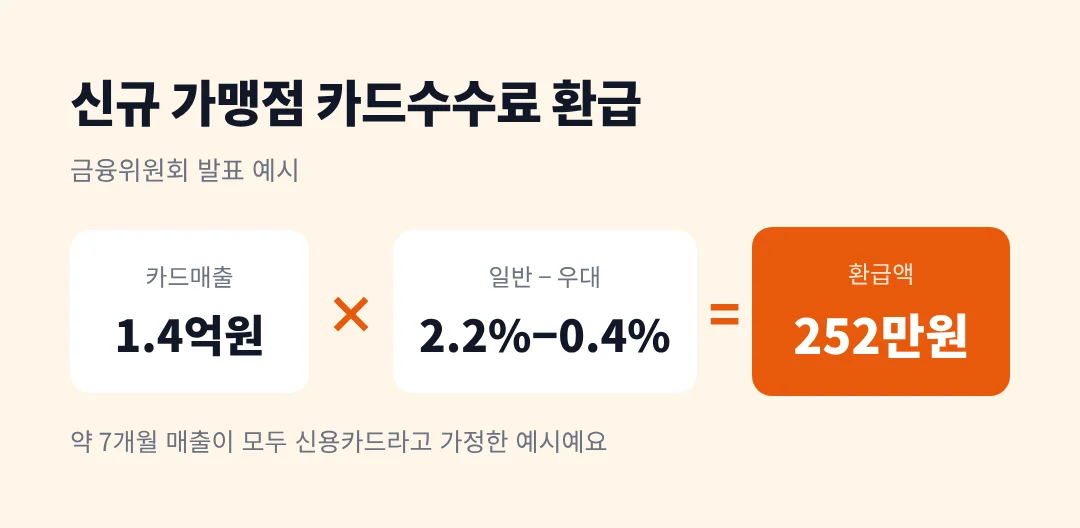 신규 가맹점 카드수수료 환급
금융위원회 발표 예시
카드매출
1.4억원
×
일반 – 우대
2.2%–0.4%
=
환급액
252만원
약 7개월 매출이 모두 신용카드라고 가정한 예시예요